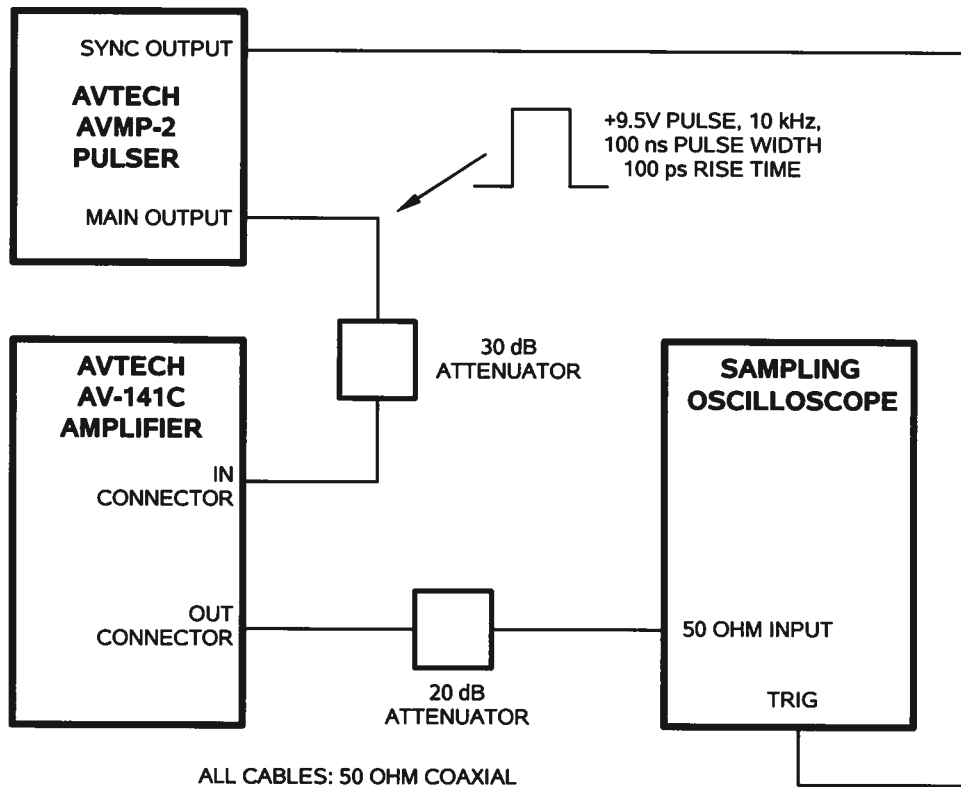 SYNC OUTPUT
AVTECH
AVMP-2
PULSER
MAIN OUTPUT
+9.5V PULSE, 10 kHz,
100 ns PULSE WIDTH
100 ps RISE TIME
30 dB
ATTENUATOR
AVTECH
AV-141C
AMPLIFIER
IN
CONNECTOR
OUT
CONNECTOR
20 dB
ATTENUATOR
SAMPLING
OSCILLOSCOPE
50 OHM INPUT
TRIG
ALL CABLES: 50 OHM COAXIAL